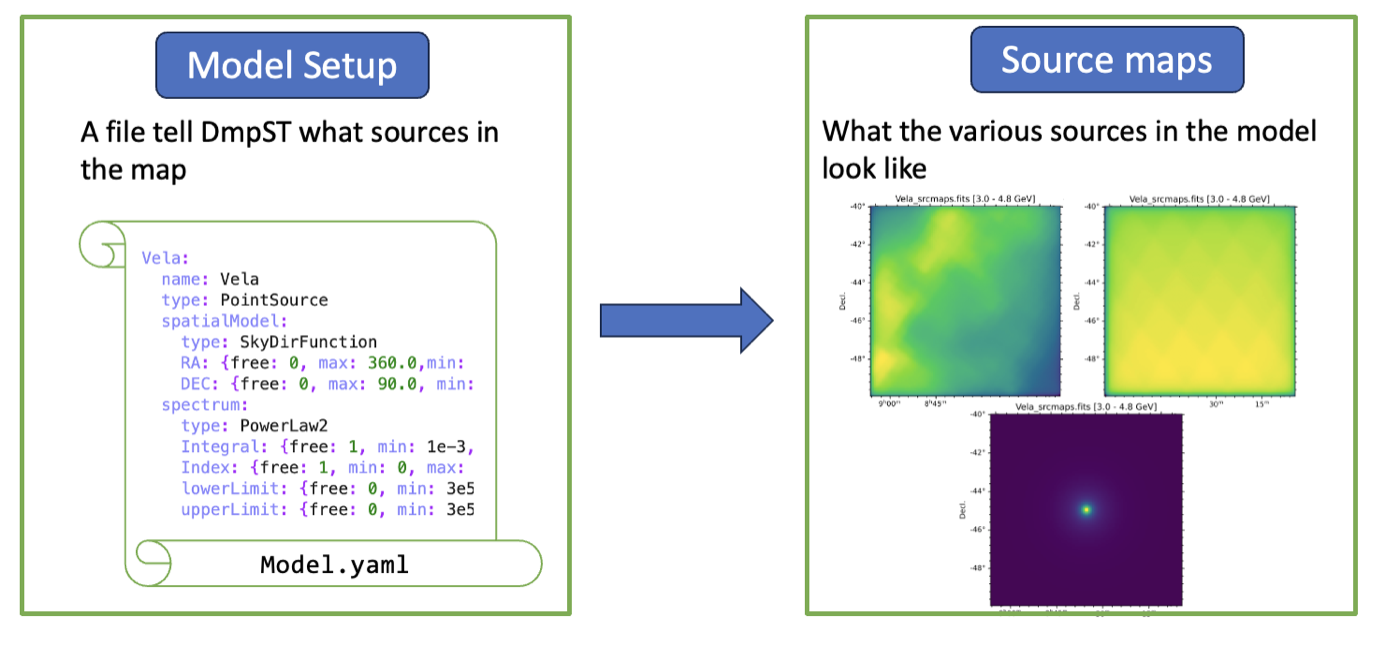 Model Setup
A file tell DmpST what sources in
the map
Vela:
name: Vela
type: PointSource
spatialModel:
type: SkyDirFunction
RA: {free: 0, max: 360.0,min:
DEC: {free: 0, max: 90.0, min:
spectrum:
type: PowerLaw2
Integral: {free: 1, min: 1e-3,
Index: {free: 1, min: 0, max:
lowerLimit: {free: 0, min: 3e5
upperLimit: {free: 0, min: 3e5
Model.yaml
Source maps
What the various sources in the model
look like
Vela_srcmaps.fits [3.0 - 4.8 GeV]
-40°
-42°
-44°
-46°
-48°
Decl.
9ʰ00ᵐ 8ʰ45ᵐ
Vela_srcmaps.fits [3.0 - 4.8 GeV]
-40°
-42°
-44°
-46°
-48°
Decl.
30ᵐ 15ᵐ
Vela_srcmaps.fits [3.0 - 4.8 GeV]
-40°
-42°
-44°
-46°
-48°
Decl.